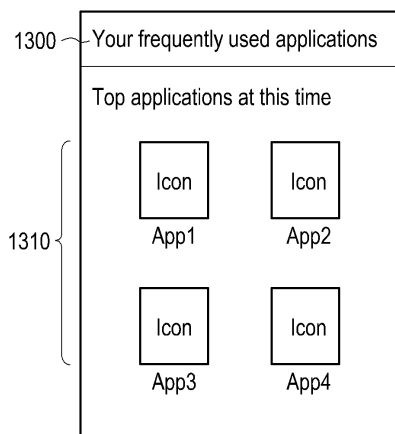 1300 Your frequently used applications
Top applications at this time
Icon Icon
App1 App2
1310
Icon Icon
App3 App4